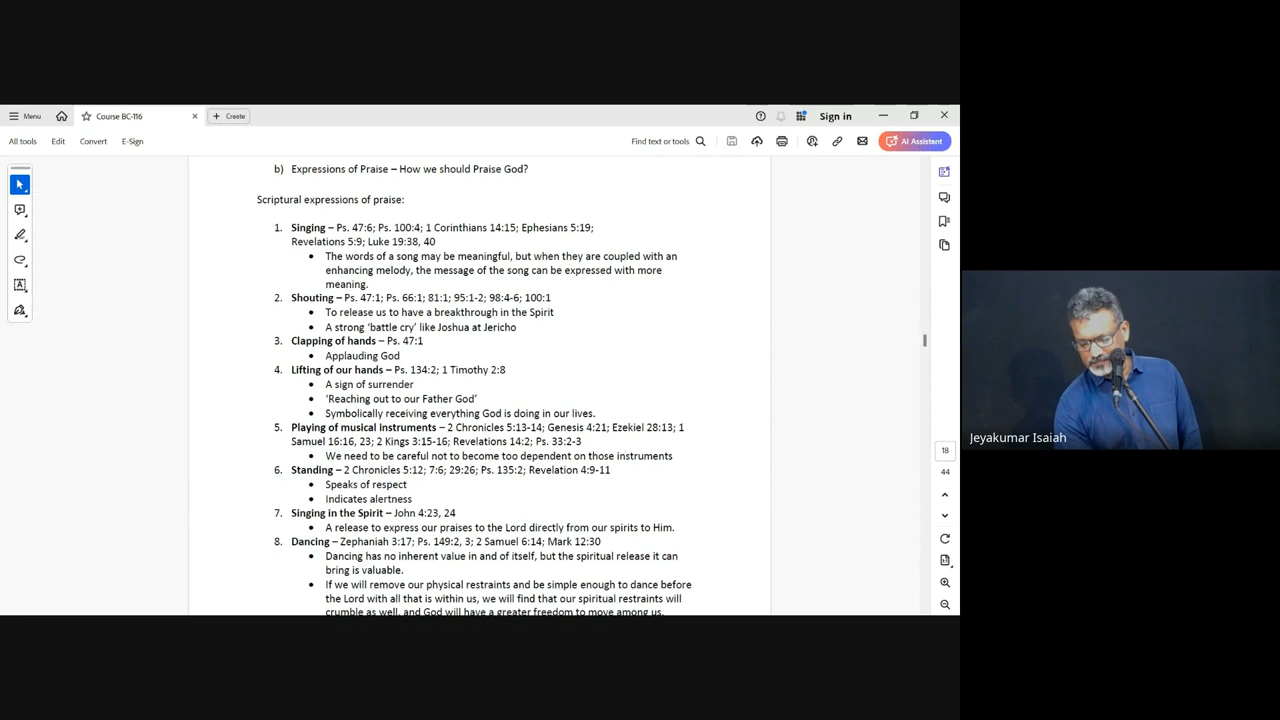 Menu
Course BC-116
Create
Sign in
All tools
Edit
Convert
E-Sign
Find text or tools
AI Assistant
b) Expressions of Praise – How we should Praise God?
Scriptural expressions of praise:
1. Singing – Ps. 47:6; Ps. 100:4; 1 Corinthians 14:15; Ephesians 5:19;
Revelations 5:9; Luke 19:38, 40
• The words of a song may be meaningful, but when they are coupled with an
enhancing melody, the message of the song can be expressed with more
meaning.
2. Shouting – Ps. 47:1; Ps. 66:1; 81:1; 95:1-2; 98:4-6; 100:1
• To release us to have a breakthrough in the Spirit
• A strong ‘battle cry’ like Joshua at Jericho
3. Clapping of hands – Ps. 47:1
• Applauding God
4. Lifting of our hands – Ps. 134:2; 1 Timothy 2:8
• A sign of surrender
• ‘Reaching out to our Father God’
• Symbolically receiving everything God is doing in our lives.
5. Playing of musical instruments – 2 Chronicles 5:13-14; Genesis 4:21; Ezekiel 28:13; 1
Samuel 16:16, 23; 2 Kings 3:15-16; Revelations 14:2; Ps. 33:2-3
• We need to be careful not to become too dependent on those instruments
6. Standing – 2 Chronicles 5:12; 7:6; 29:26; Ps. 135:2; Revelation 4:9-11
• Speaks of respect
• Indicates alertness
7. Singing in the Spirit – John 4:23, 24
• A release to express our praises to the Lord directly from our spirits to Him.
8. Dancing – Zephaniah 3:17; Ps. 149:2, 3; 2 Samuel 6:14; Mark 12:30
• Dancing has no inherent value in and of itself, but the spiritual release it can
bring is valuable.
• If we will remove our physical restraints and be simple enough to dance before
the Lord with all that is within us, we will find that our spiritual restraints will
crumble as well, and God will have a greater freedom to move among us.
18
44
Jeyakumar Isaiah